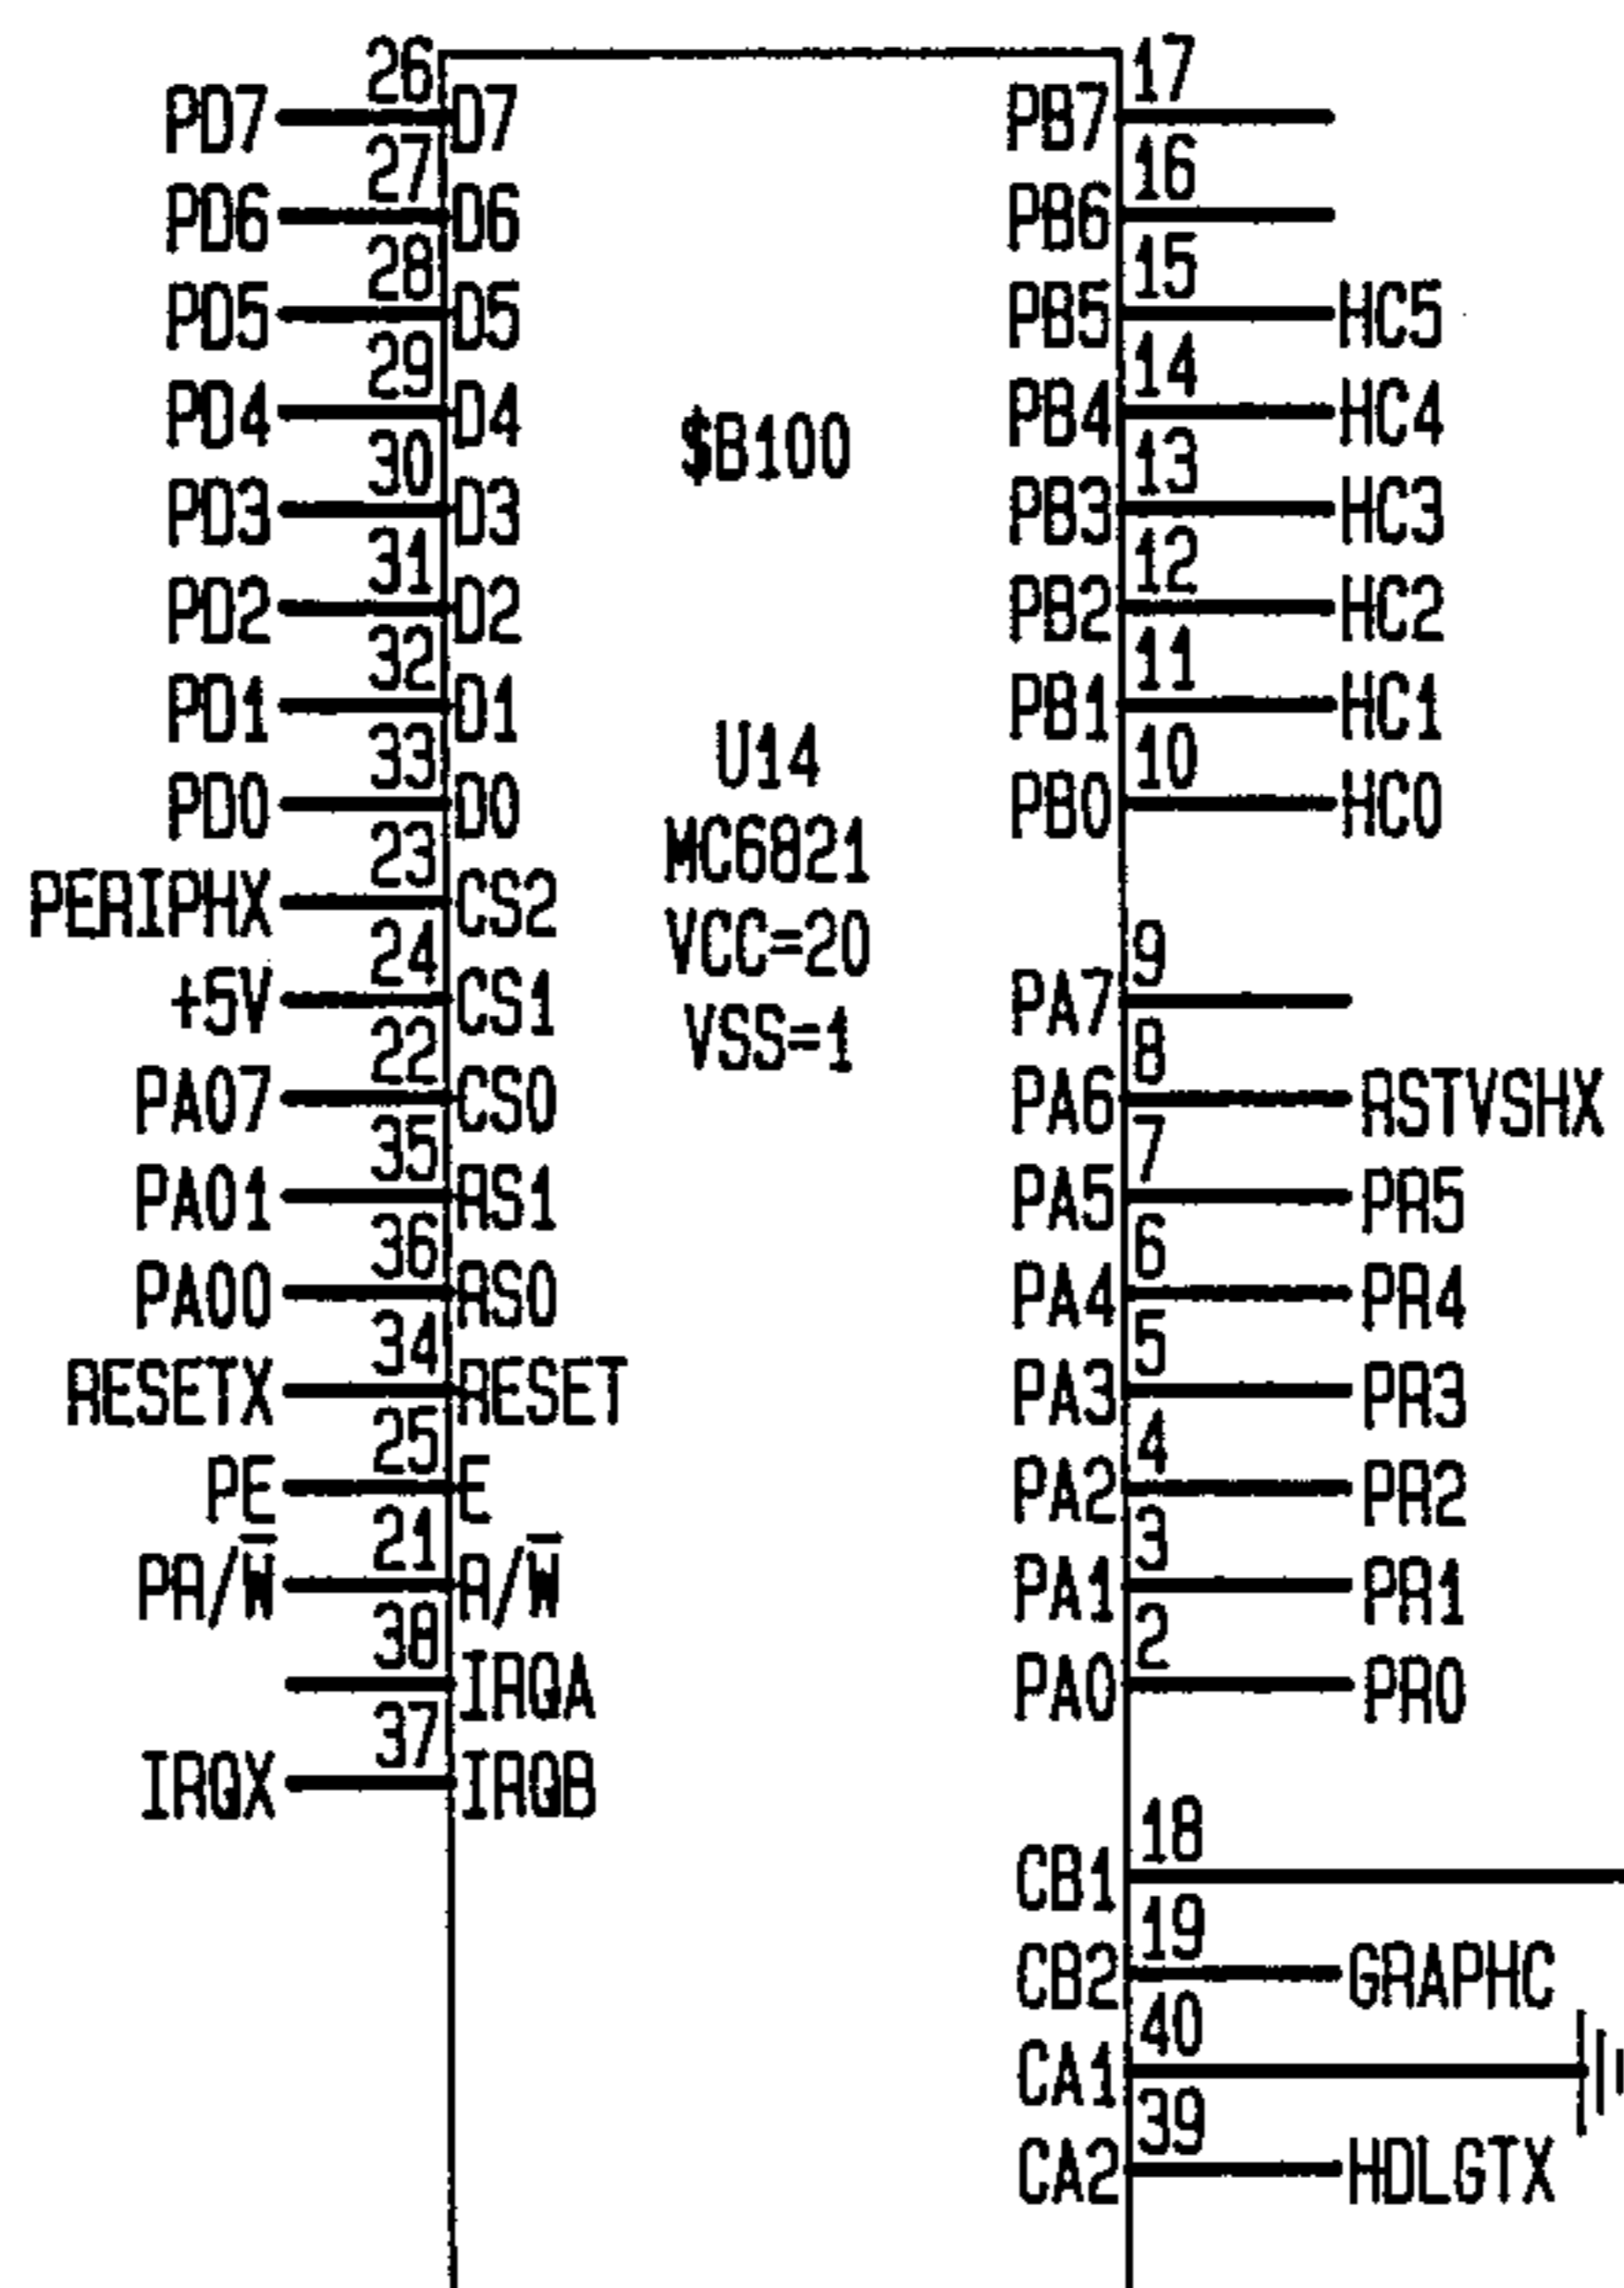 26 17
PD7 D7 PB7
27 16
PD6 D6 PB6
28 15
PD5 D5 PB5 HC5
29 14
PD4 D4 $B100 PB4 HC4
30 13
PD3 D3 PB3 HC3
31 12
PD2 D2 PB2 HC2
32 11
PD1 D1 PB1 HC1
33 U14 10
PD0 D0 PB0 HC0
23 MC6821
PERIPHX CS2 VCC=20
24 9
+5V CS1 VSS=1 PA7
22 8
PA07 CS0 PA6 RSTVSHX
35 7
PA01 RS1 PA5 PR5
36 6
PA00 RS0 PA4 PR4
34 5
RESETX RESET PA3 PR3
25 4
PE E PA2 PR2
21 3
PR/W̅ R/W̅ PA1 PR1
38 2
IRQA PA0 PR0
37
IRQX IRQB
18
CB1
19
CB2 GRAPHC
40
CA1
39
CA2 HDLGTX